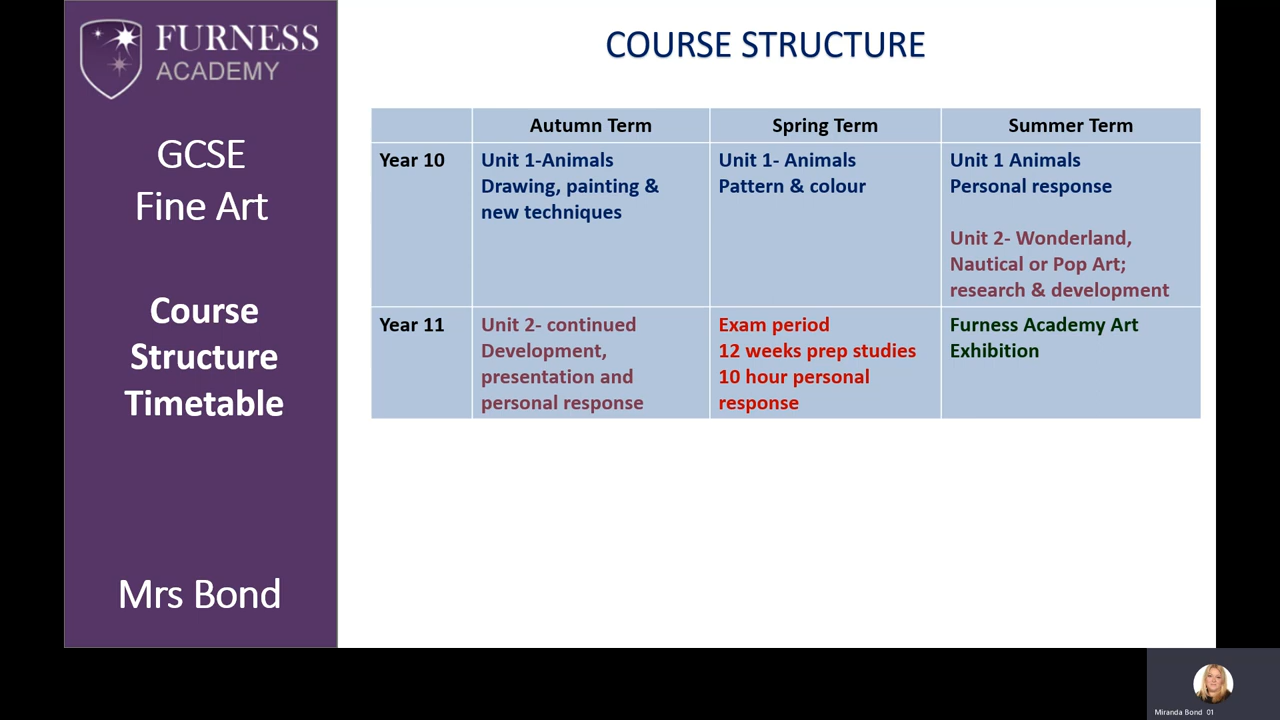 FURNESS
ACADEMY
GCSE
Fine Art
Course
Structure
Timetable
Mrs Bond
COURSE STRUCTURE
Autumn Term
Spring Term
Summer Term
Year 10
Unit 1-Animals
Drawing, painting &
new techniques
Unit 1- Animals
Pattern & colour
Unit 1 Animals
Personal response
Unit 2- Wonderland,
Nautical or Pop Art;
research & development
Year 11
Unit 2- continued
Development,
presentation and
personal response
Exam period
12 weeks prep studies
10 hour personal
response
Furness Academy Art
Exhibition
Miranda Bond 01